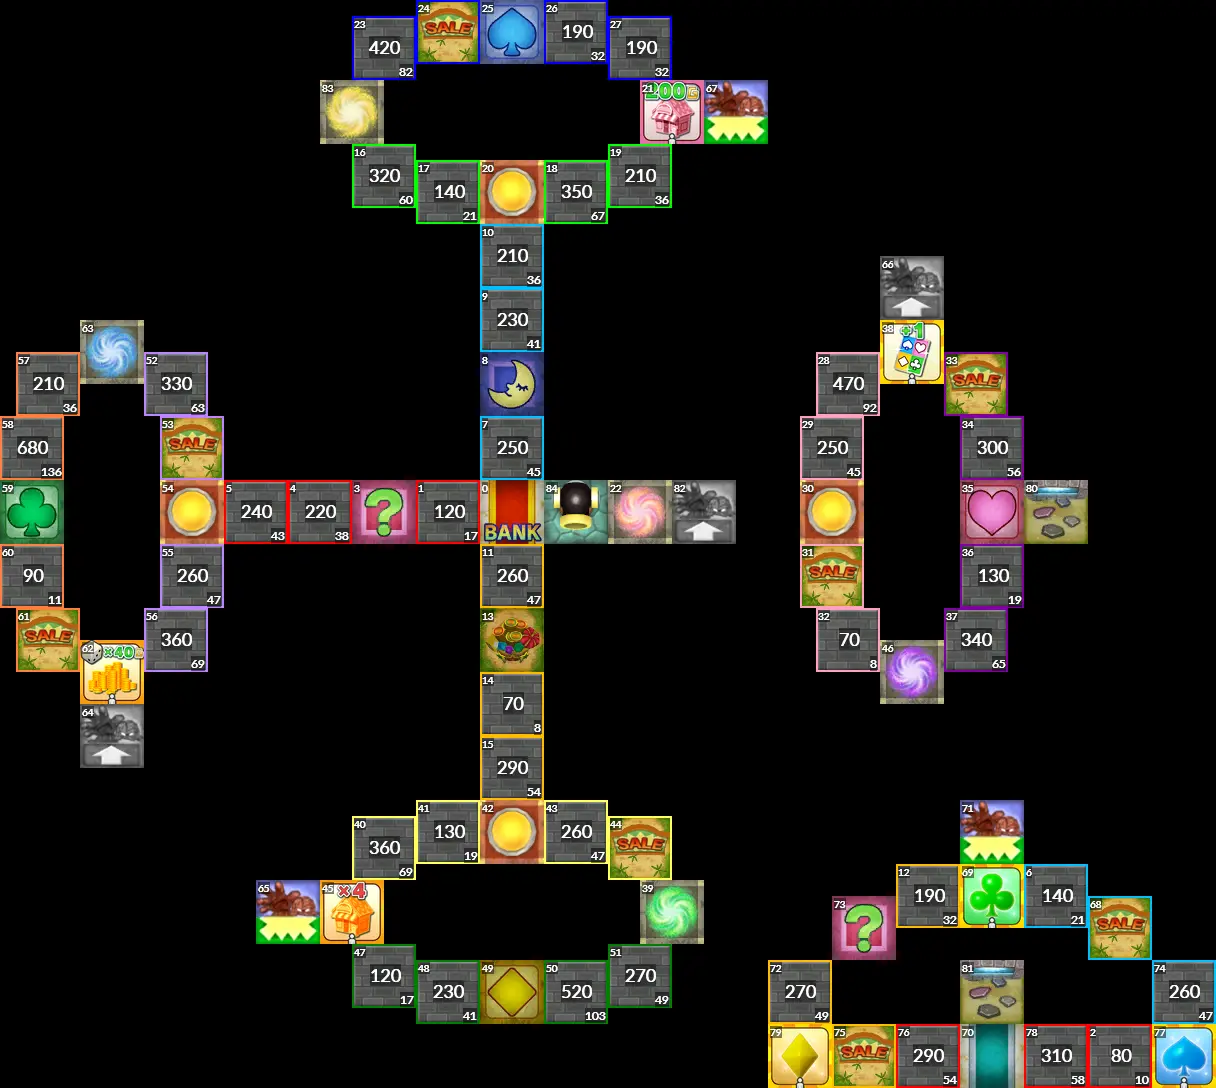 24 SALE 25 26 190 32
23 420 82 27 190 32
83 21 200G 67
16 320 60 19 210 36
17 140 21 20 18 350 67
10 210 36
9 230 41
66
38 +1
63
57 210 36 52 330 63 8 28 470 92 33 SALE
58 680 136 53 SALE 7 250 45 29 250 45 34 300 56
59 54 5 240 43 4 220 38 3 ? 1 120 17 0 BANK 84 22 82 30 35 80
60 90 11 55 260 47 11 260 47 31 SALE 36 130 19
61 SALE 56 360 69 13 32 70 8 37 340 65
62 ×40G 46
64 14 70 8
15 290 54
41 130 19 42 43 260 47 71
40 360 69 44 SALE
12 190 32 69 6 140 21
65 45 ×4 39 73 ? 68 SALE
47 120 17 51 270 49
48 230 41 49 50 520 103 72 270 49 81 74 260 47
79 75 SALE 76 290 54 70 78 310 58 2 80 10 77